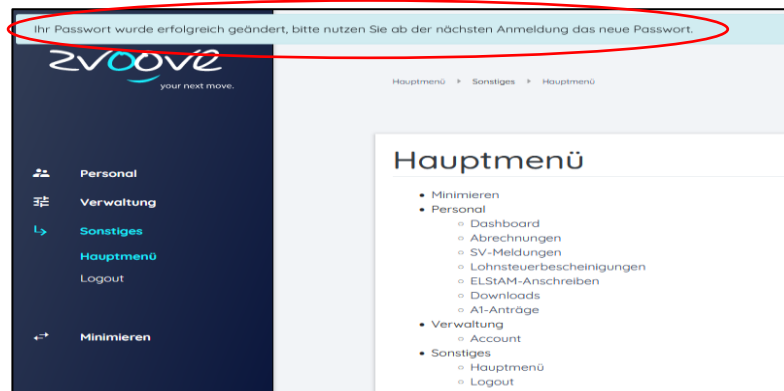 Ihr Passwort wurde erfolgreich geändert, bitte nutzen Sie ab der nächsten Anmeldung das neue Passwort.
zvoove
your next move.
Hauptmenü Sonstiges Hauptmenü
Personal
Verwaltung
Sonstiges
Hauptmenü
Logout
Minimieren
Hauptmenü
Minimieren
Personal
Dashboard
Abrechnungen
SV-Meldungen
Lohnsteuerbescheinigungen
ELStAM-Anschreiben
Downloads
A1-Anträge
Verwaltung
Account
Sonstiges
Hauptmenü
Logout